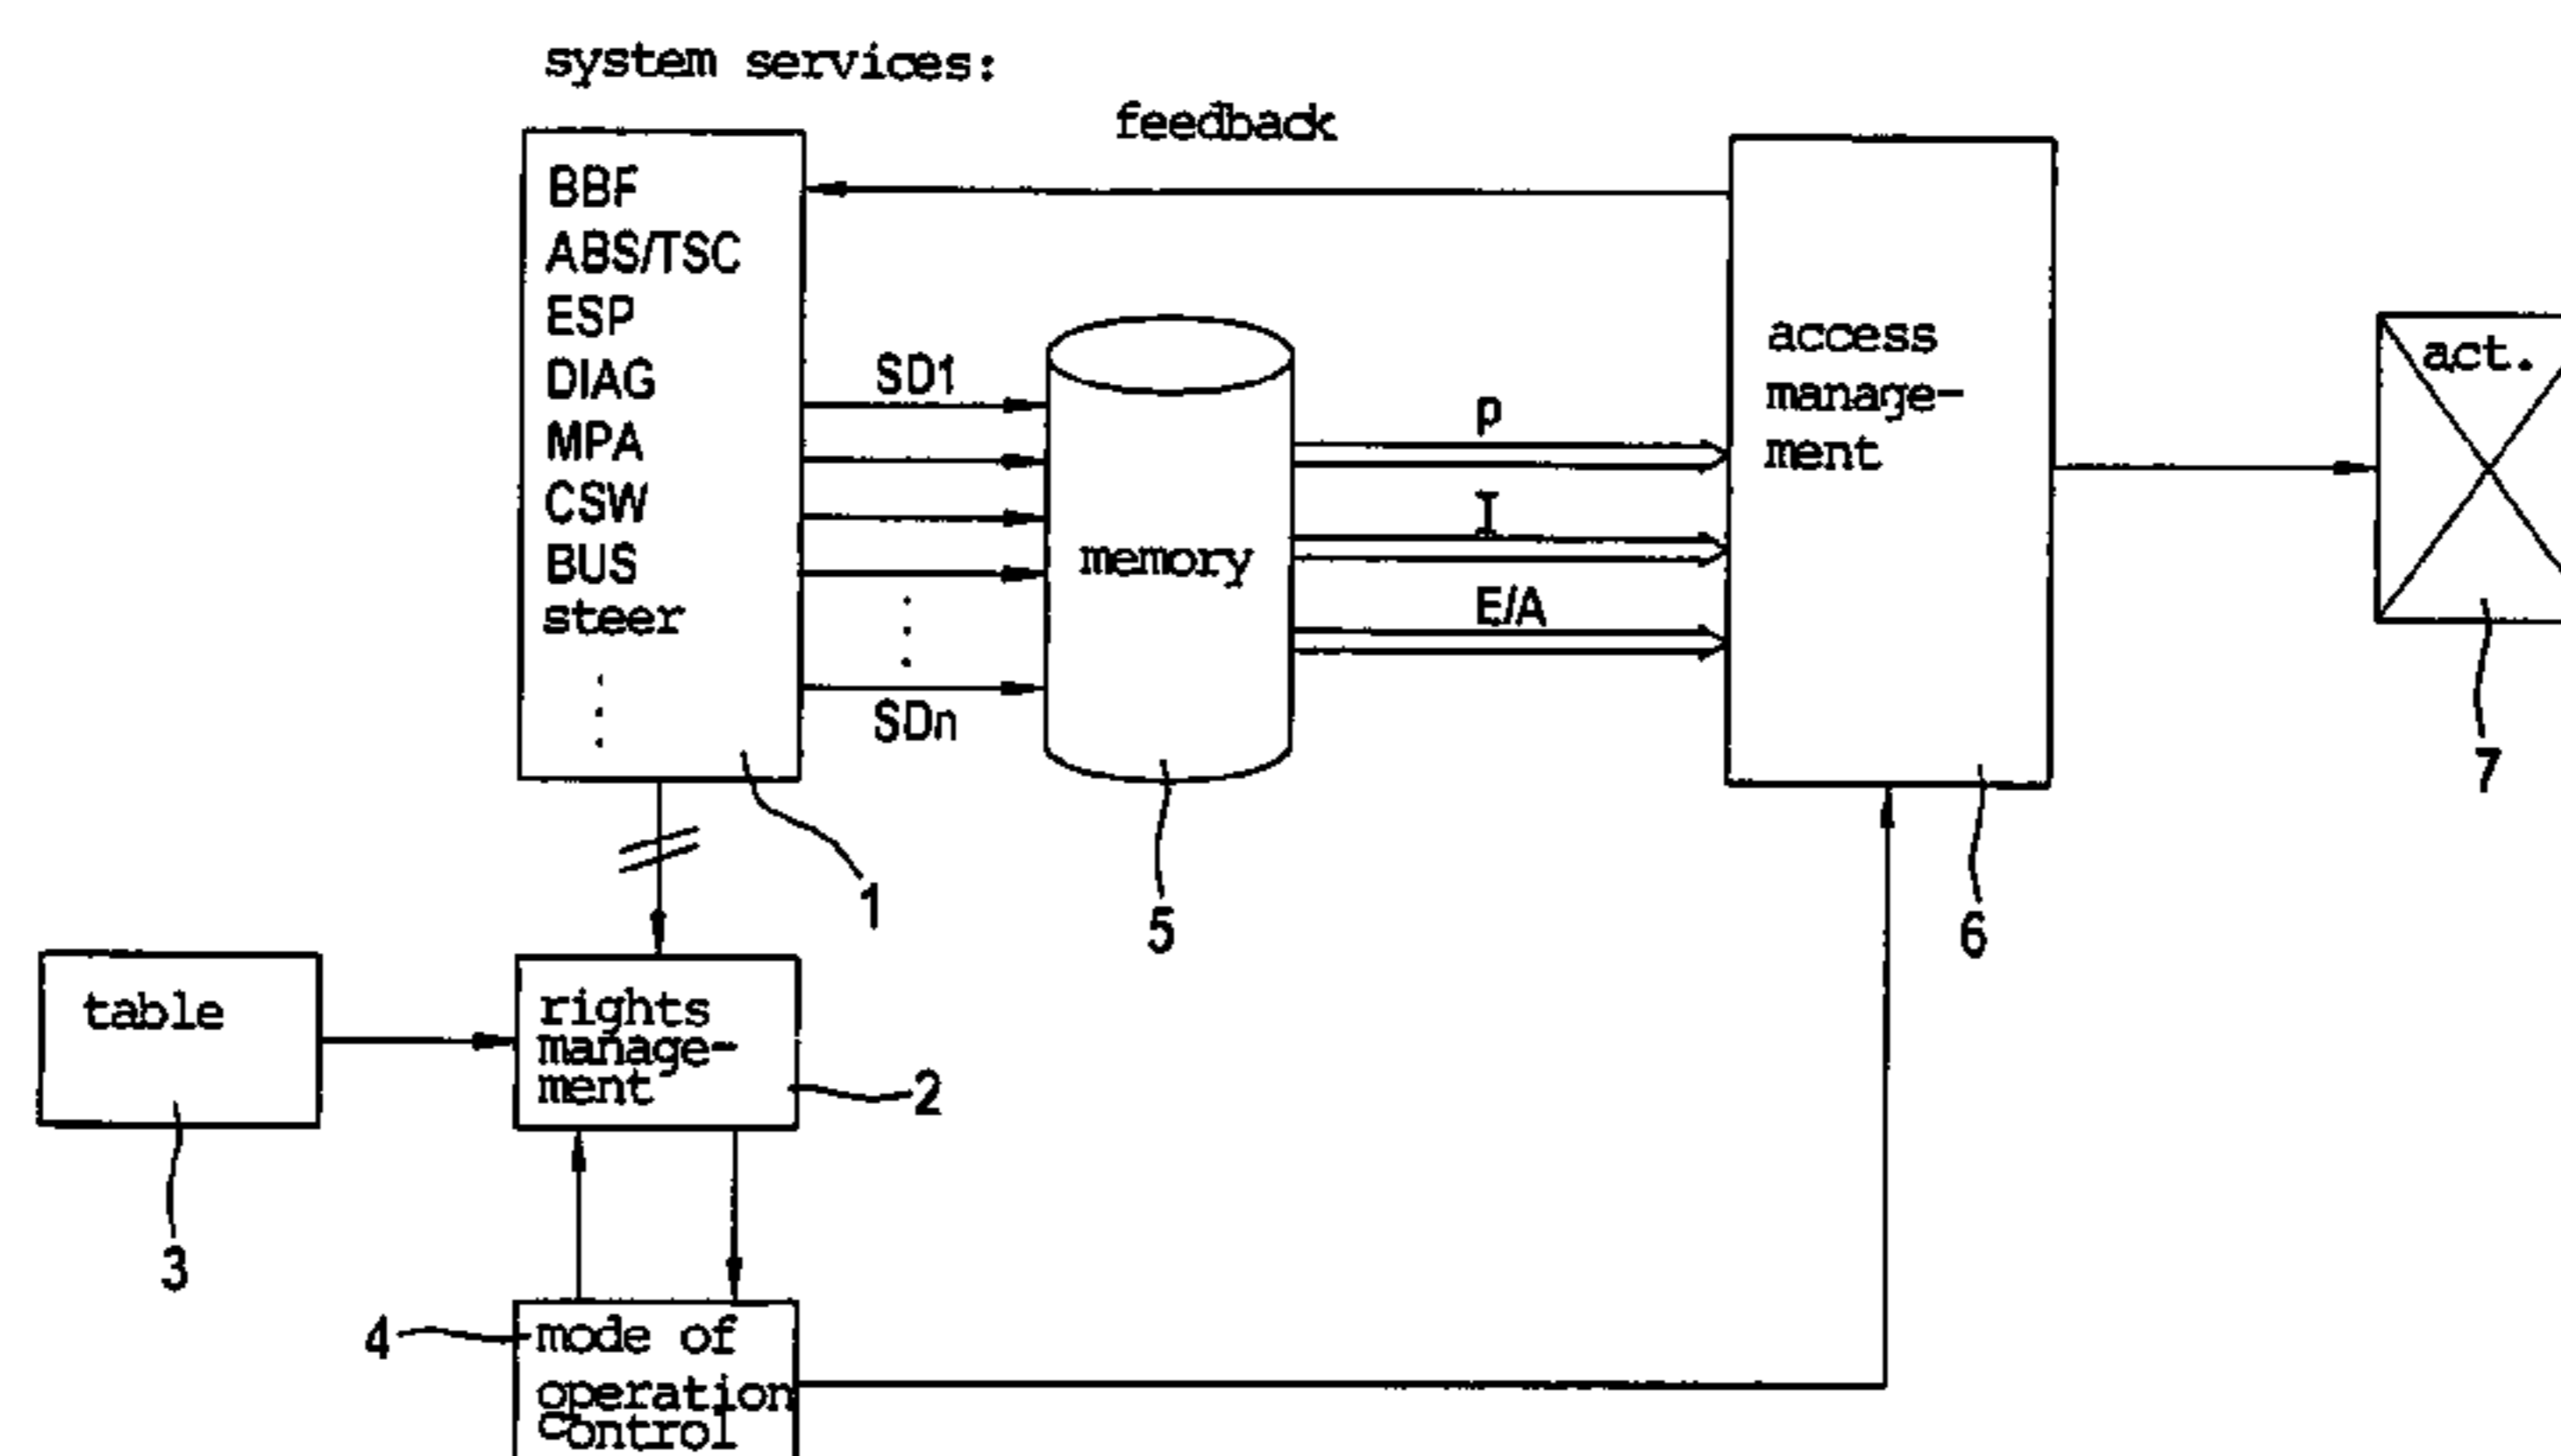 system services:
feedback
BBF
ABS/TSC
ESP
DIAG
MPA
CSW
BUS
steer
SD1
SDn
memory
p
I
E/A
access
manage-
ment
act.
7
1
5
6
table
rights
manage-
ment
2
3
4
mode of
operation
control